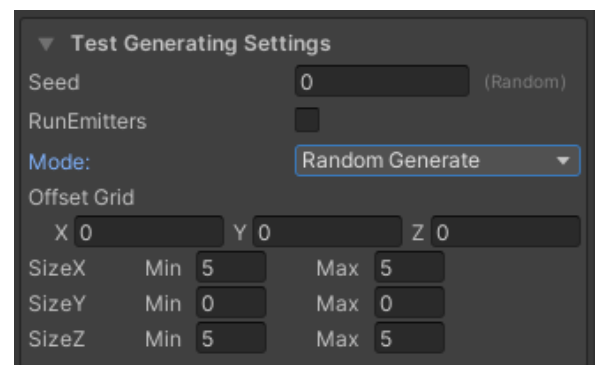 Test Generating Settings
Seed 0 (Random)
RunEmitters
Mode: Random Generate
Offset Grid
X 0 Y 0 Z 0
SizeX Min 5 Max 5
SizeY Min 0 Max 0
SizeZ Min 5 Max 5